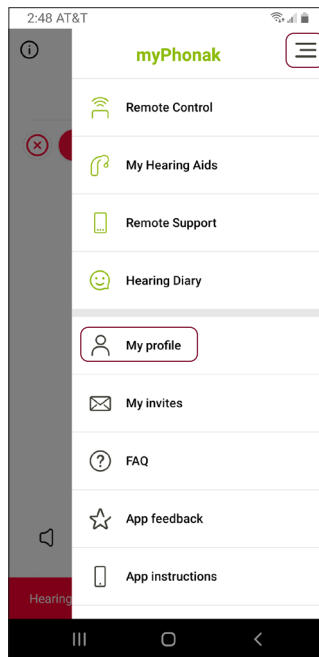 2:48 AT&T
myPhonak
Remote Control
My Hearing Aids
Remote Support
Hearing Diary
My profile
My invites
FAQ
App feedback
App instructions
Hearing